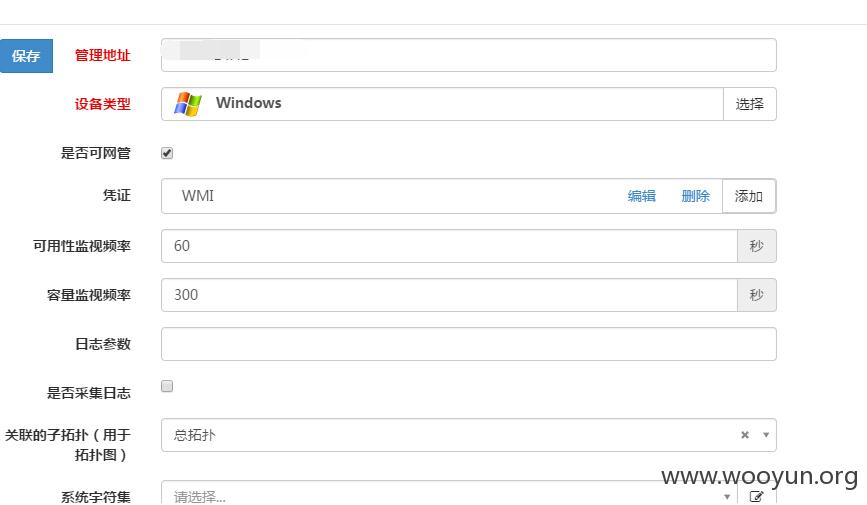 保存 管理地址
设备类型 Windows 选择
是否可网管
凭证 WMI 编辑 删除 添加
可用性监视频率 60 秒
容量监视频率 300 秒
日志参数
是否采集日志
关联的子拓扑（用于 总拓扑
拓扑图）
www.wooyun.org
系统字符集 请选择...